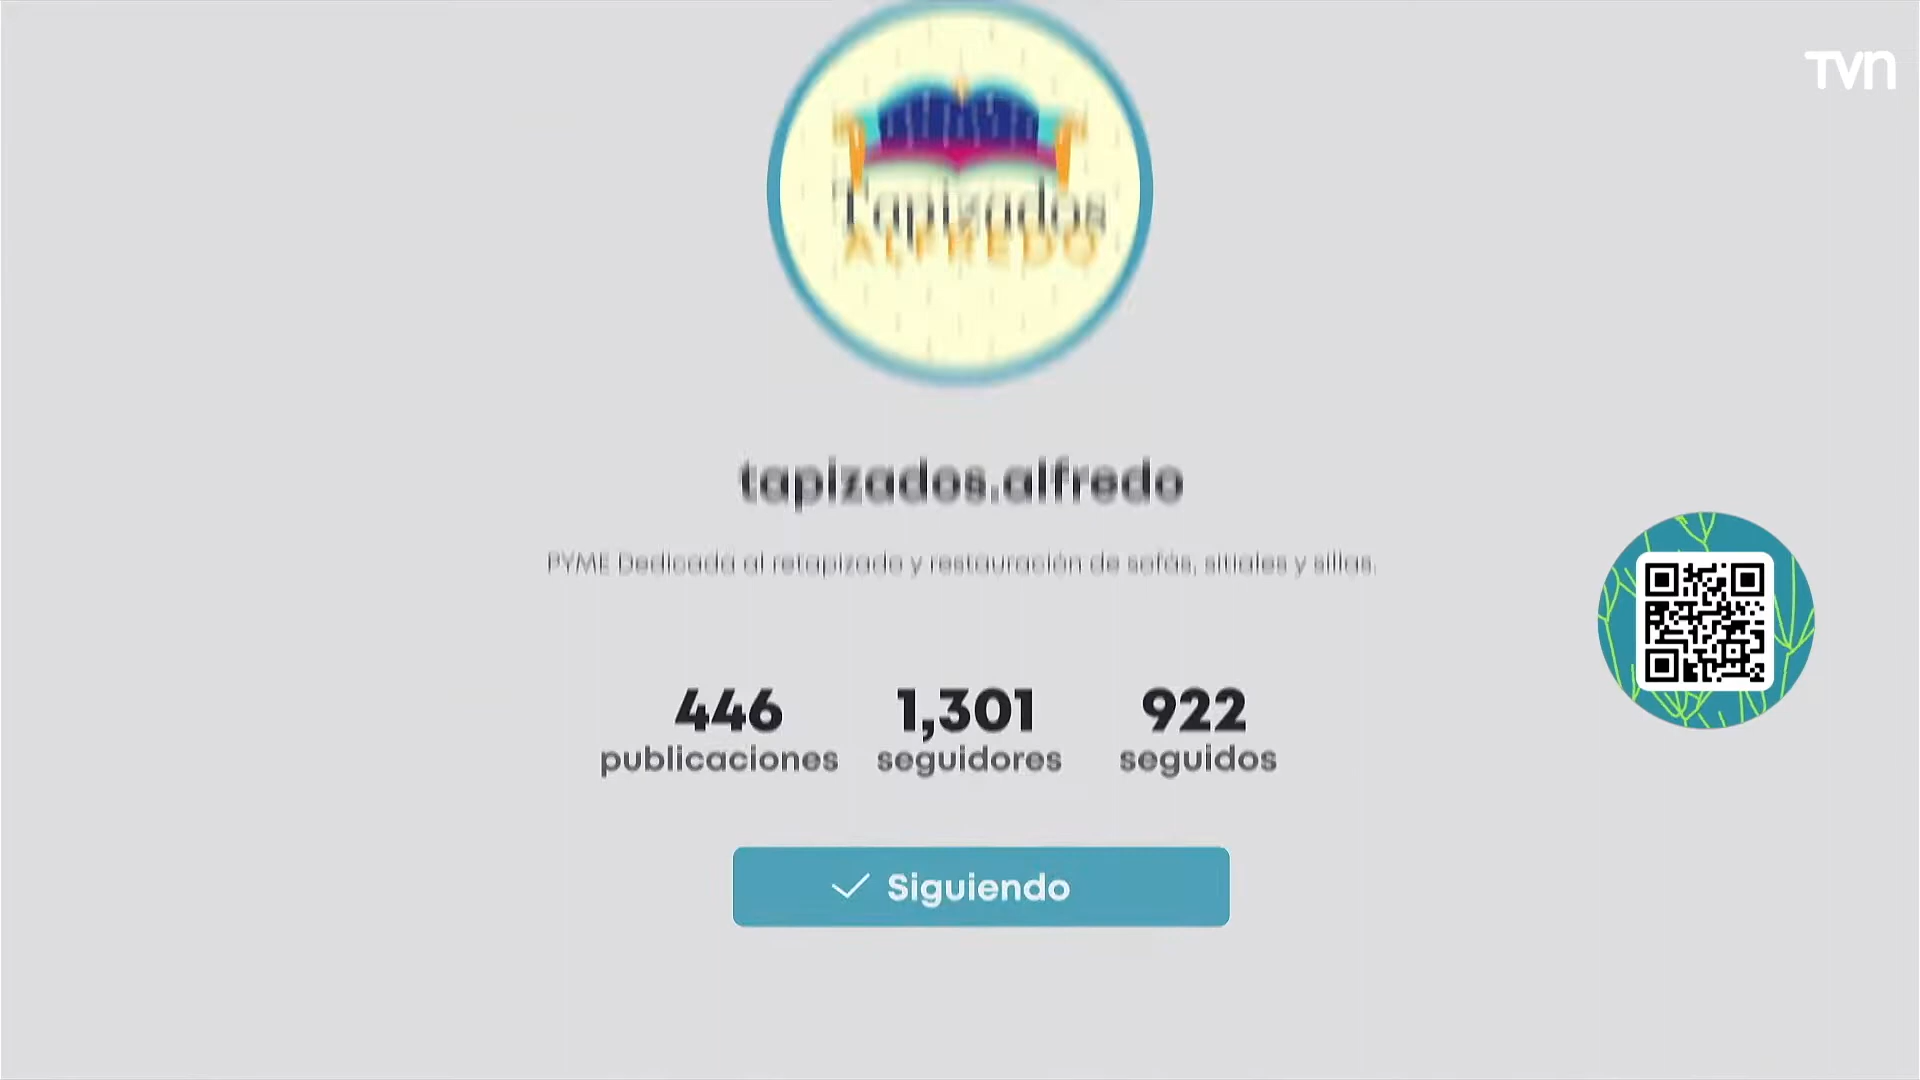 TVN
Tapizados
ALFREDO
tapizados.alfredo
PYME Dedicada al retapizado y restauración de sofás, sitiales y sillas.
446 1,301 922
publicaciones seguidores seguidos
Siguiendo